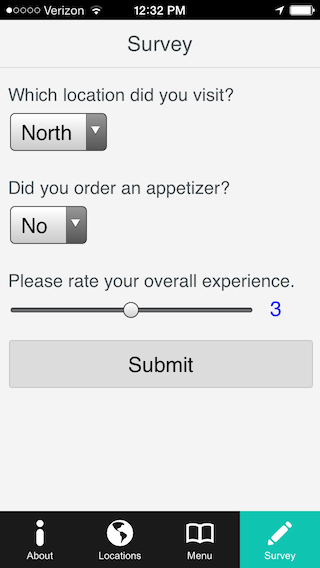 Verizon 12:32 PM
Survey
Which location did you visit?
North
Did you order an appetizer?
No
Please rate your overall experience.
3
Submit
About Locations Menu Survey